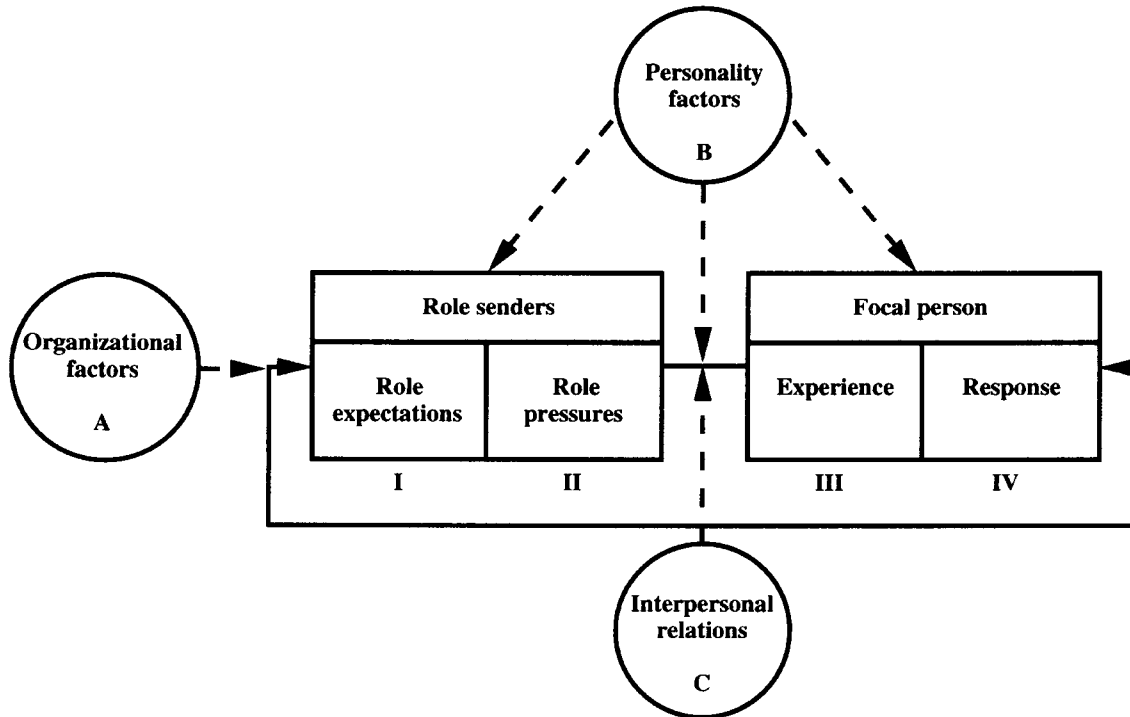 Personality
factors
B
Organizational
factors
A
Role senders
Role
expectations
I
Role
pressures
II
Focal person
Experience
III
Response
IV
Interpersonal
relations
C